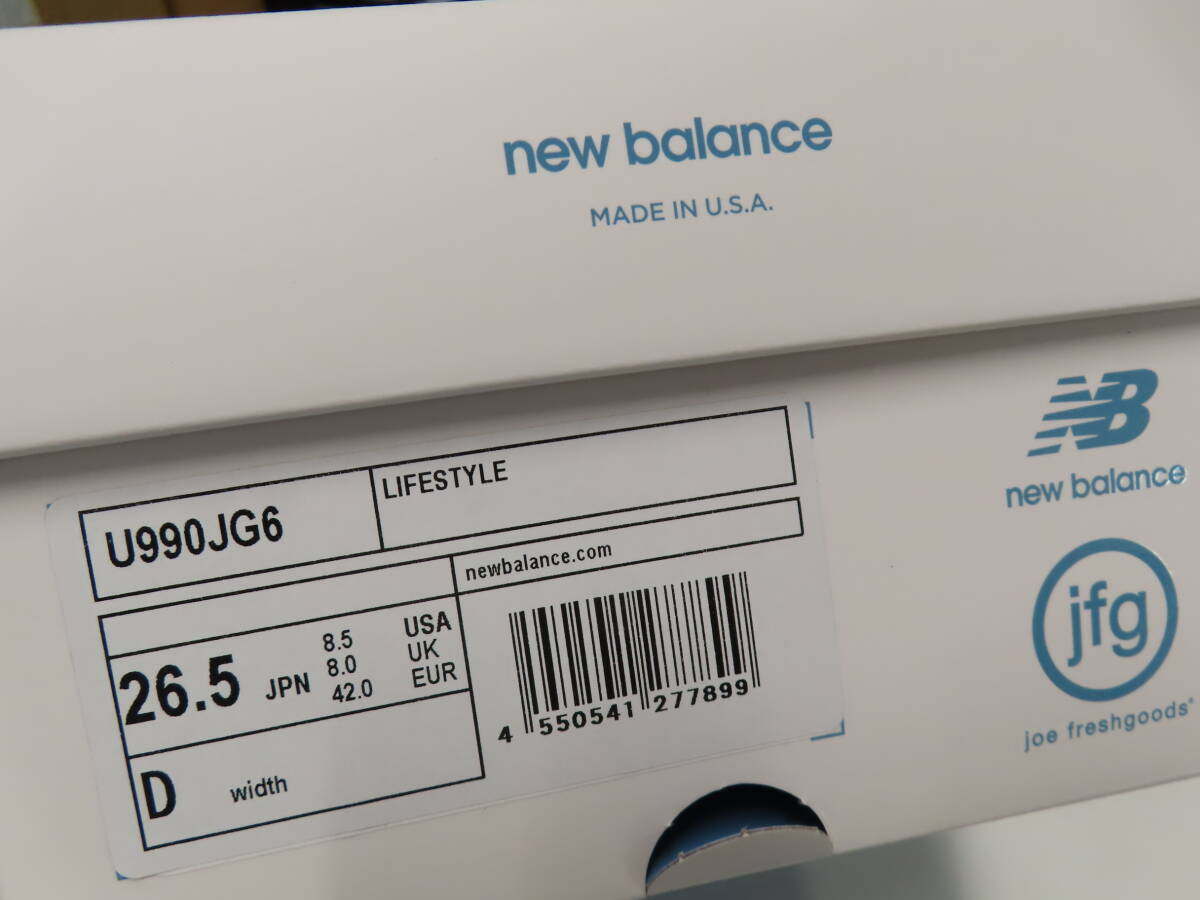 new balance
MADE IN U.S.A.
U990JG6
LIFESTYLE
newbalance.com
26.5 JPN
8.5 USA
8.0 UK
42.0 EUR
D width
4 550541 277899
NB
new balance
jfg
joe freshgoods®